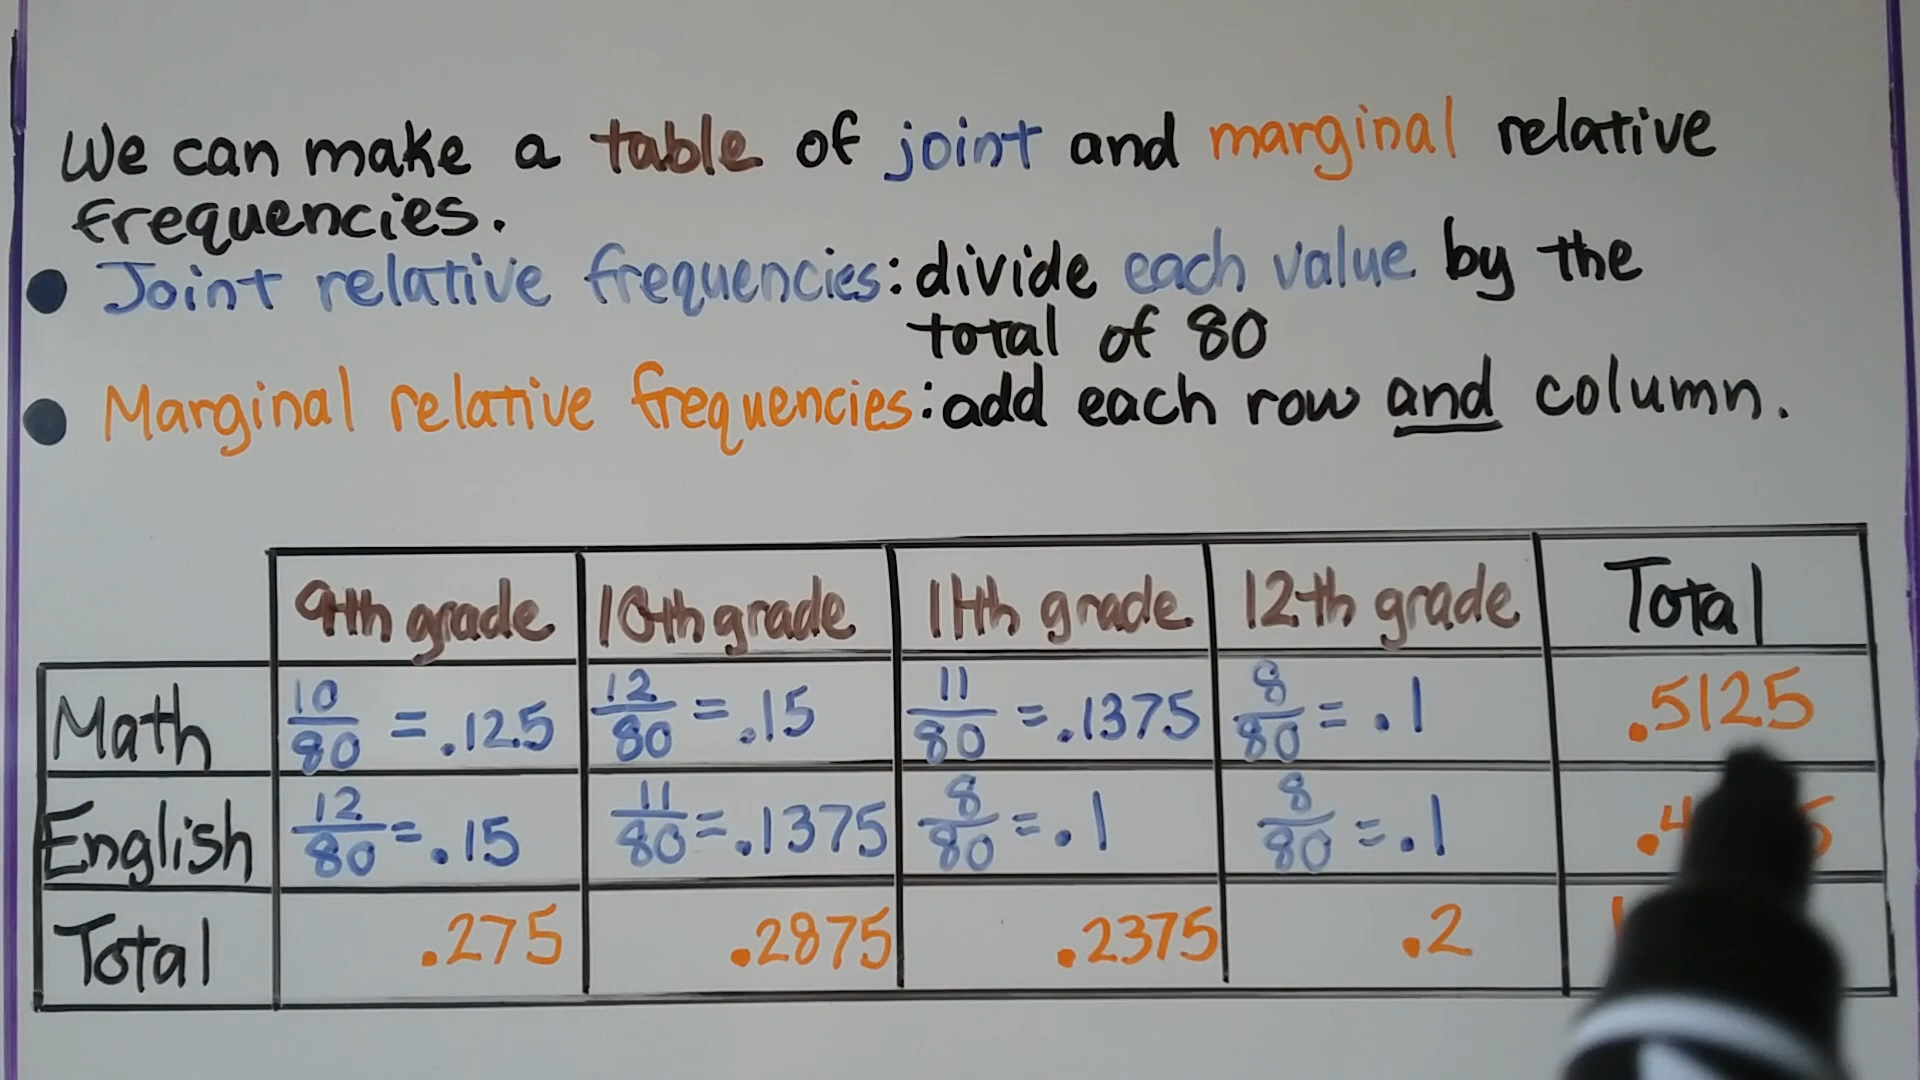 We can make a table of joint and marginal relative
frequencies.
Joint relative frequencies: divide each value by the
total of 80
Marginal relative frequencies: add each row and column.
9th grade 10th grade 11th grade 12th grade Total
Math 10/80 = .125 12/80 = .15 11/80 = .1375 8/80 = .1 .5125
English 12/80 = .15 11/80 = .1375 8/80 = .1 8/80 = .1
Total .275 .2875 .2375 .2